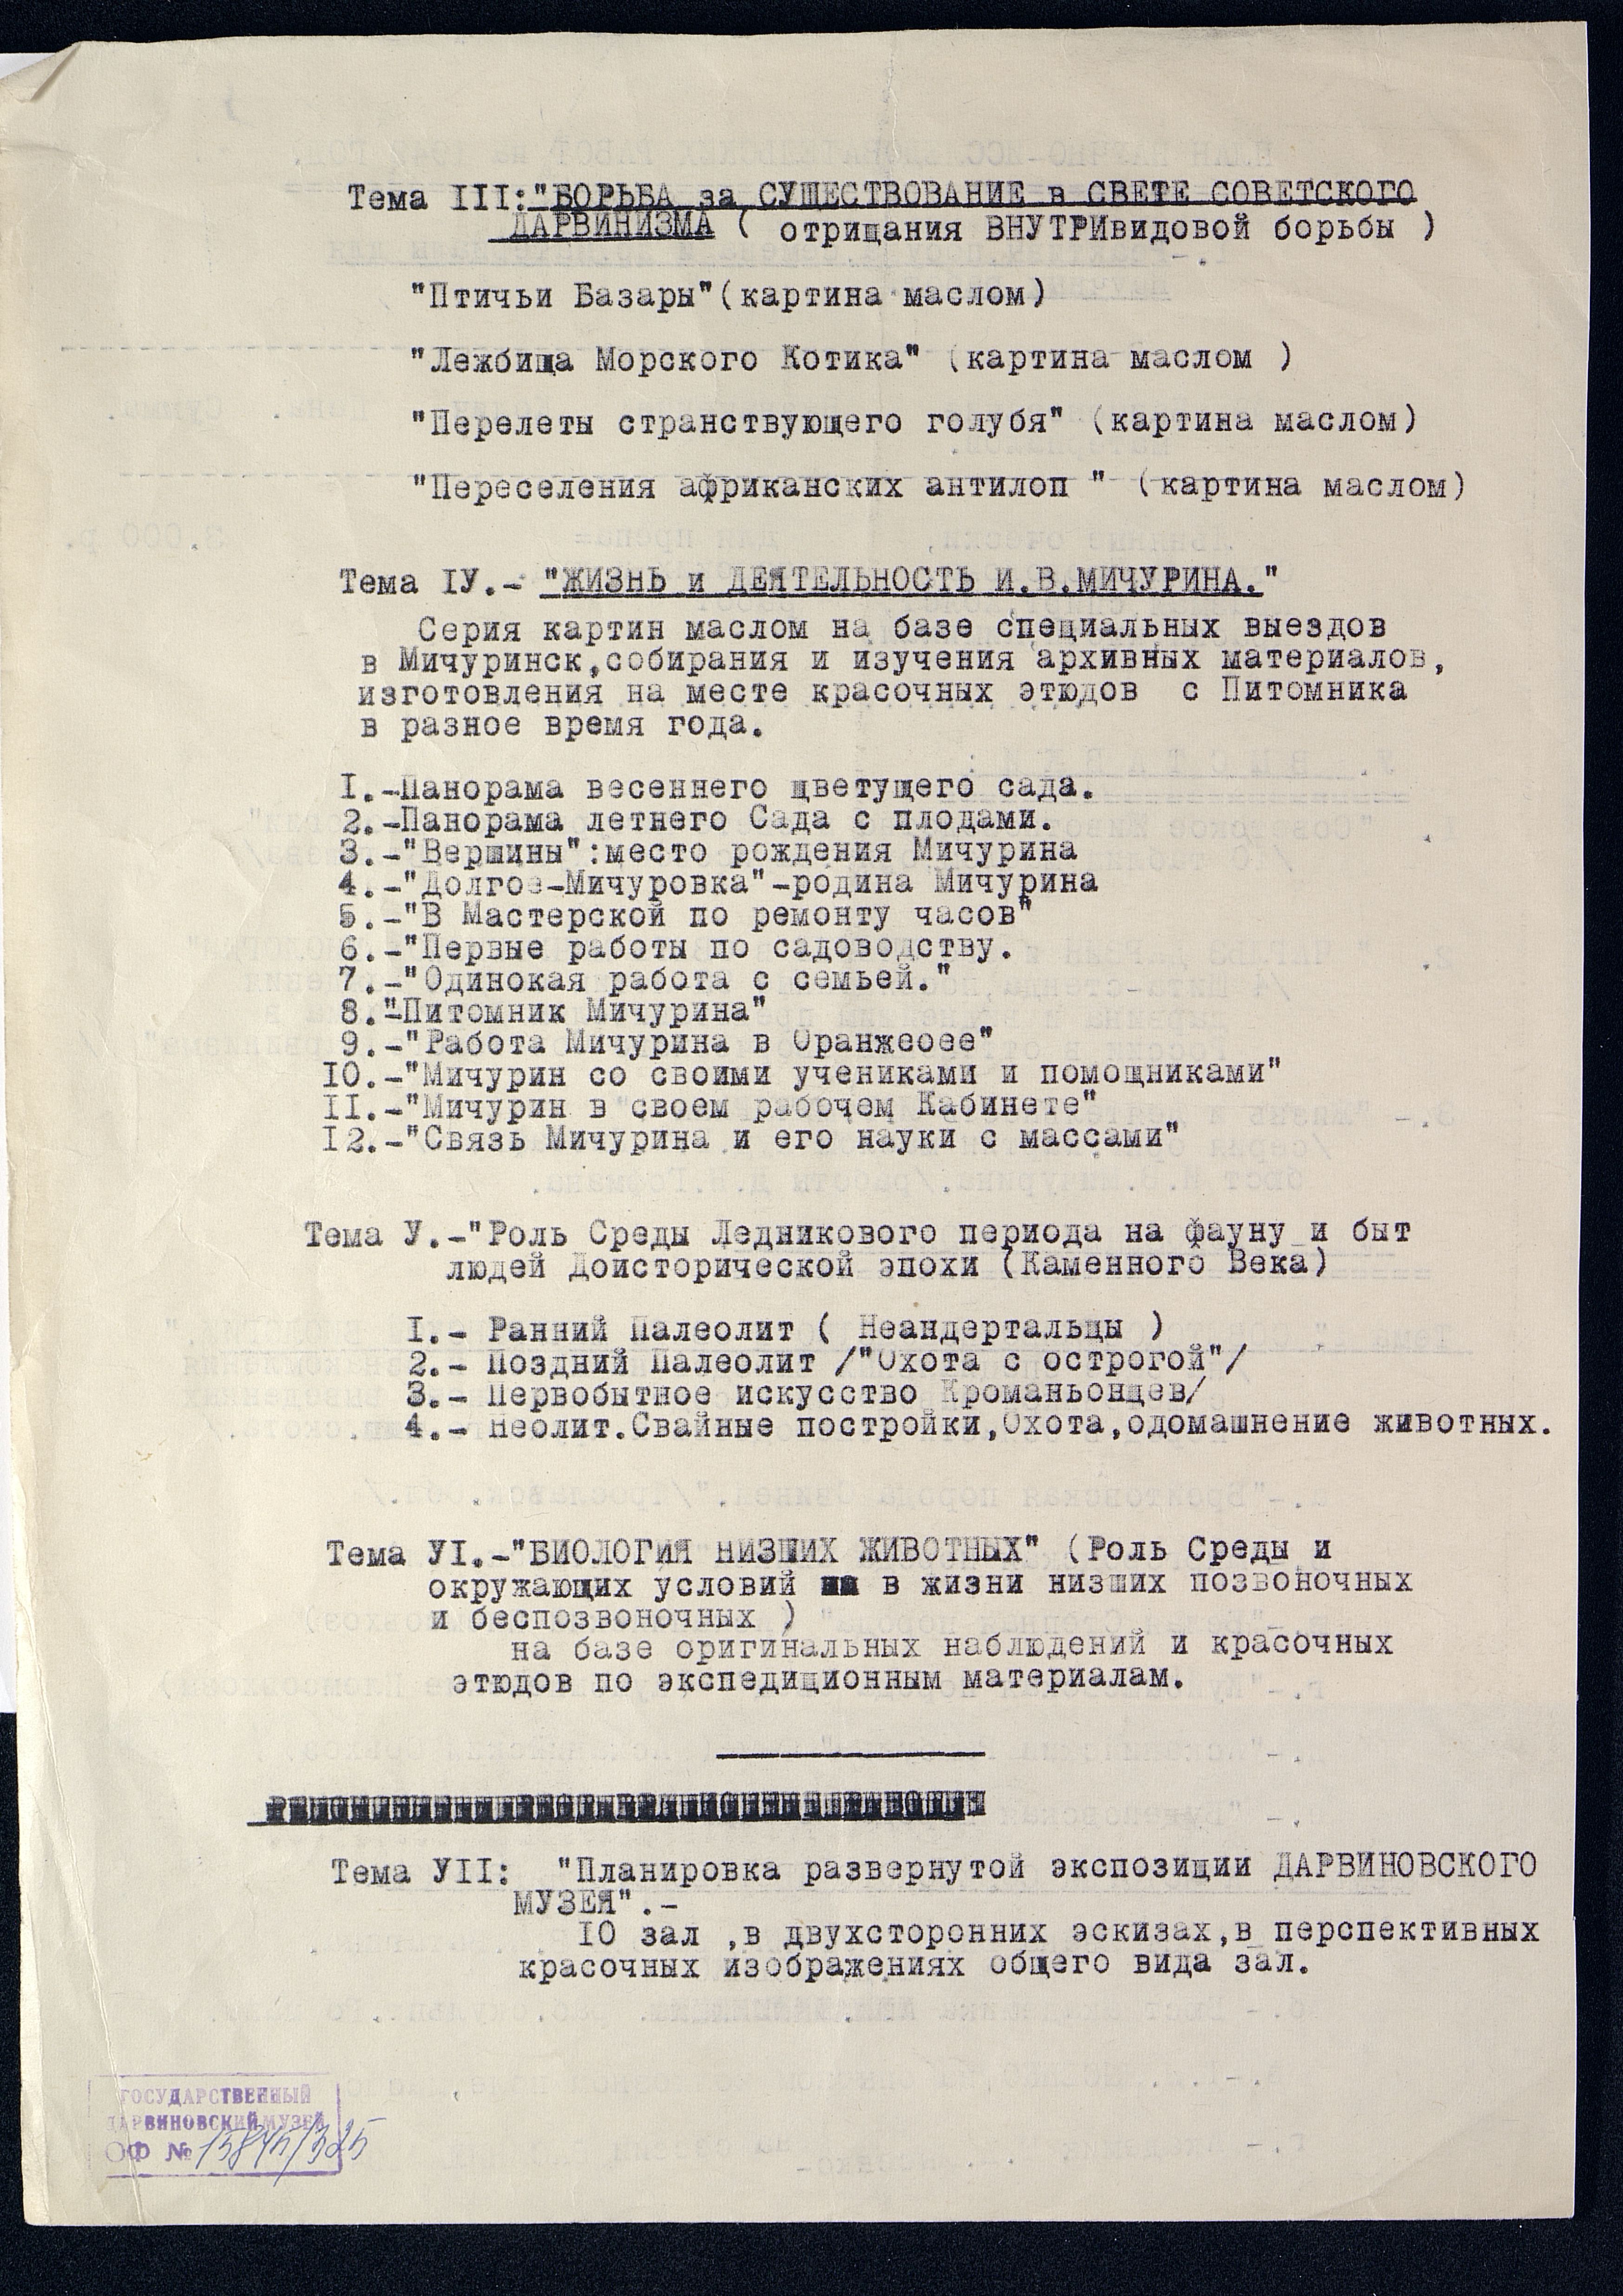 Тема III:"БОРЬБА за СУЩЕСТВОВАНИЕ в СВЕТЕ СОВЕТСКОГО
ДАРВИНИЗМА ( отрицания ВНУТРИвидовой борьбы )
"Птичьи Базары"(картина маслом)
"Лежбища Морского Котика" (картина маслом )
"Перелеты странствующего голубя" (картина маслом)
"Переселения африканских антилоп " (картина маслом)
Тема IУ.- "ЖИЗНЬ и ДЕЯТЕЛЬНОСТЬ И.В.МИЧУРИНА."
Серия картин маслом на базе специальных выездов
в Мичуринск,собирания и изучения архивных материалов,
изготовления на месте красочных этюдов с Питомника
в разное время года.
I.-Панорама весеннего цветущего сада.
2.-Панорама летнего Сада с плодами.
3.-"Вершины":место рождения Мичурина
4.-"Долгое-Мичуровка"-родина Мичурина
5.-"В Мастерской по ремонту часов"
6.-"Первые работы по садоводству.
7.-"Одинокая работа с семьей."
8."-Питомник Мичурина"
9.-"Работа Мичурина в Оранжеоее"
IO.-"Мичурин со своими учениками и помощниками"
II.-"Мичурин в своем рабочем Кабинете"
I2.-"Связь Мичурина и его науки с массами"
Тема У.-"Роль Среды Ледникового периода на фауну и быт
людей Доисторической эпохи (Каменного Века)
I.- Ранний Палеолит ( Неандертальцы )
2.- Поздний Палеолит /"Охота с острогой"/
3.- Первобытное искусство Кроманьонцев/
4.- Неолит.Свайные постройки,Охота,одомашнение животных.
Тема УI.-"БИОЛОГИЯ НИЗШИХ ЖИВОТНЫХ" (Роль Среды и
окружающих условий в жизни низших позвоночных
и беспозвоночных )
на базе оригинальных наблюдений и красочных
этюдов по экспедиционным материалам.
Тема УII: "Планировка развернутой экспозиции ДАРВИНОВСКОГО
МУЗЕЯ".-
IO зал ,в двухсторонних эскизах,в перспективных
красочных изображениях общего вида зал.
ГОСУДАРСТВЕННЫЙ
ДАРВИНОВСКИЙ МУЗЕЙ
ОФ № 15845/325